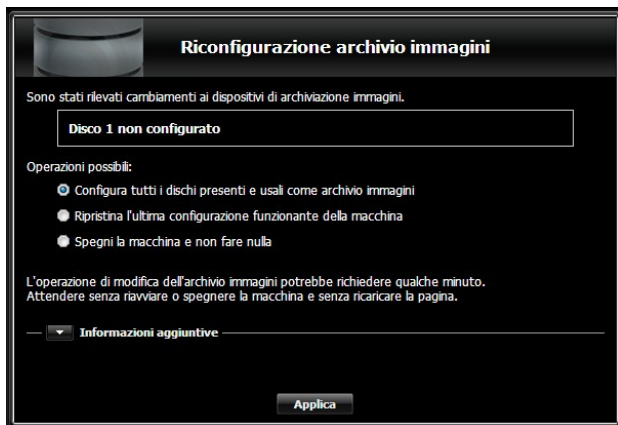 Riconfigurazione archivio immagini
Sono stati rilevati cambiamenti ai dispositivi di archiviazione immagini.
Disco 1 non configurato
Operazioni possibili:
Configura tutti i dischi presenti e usali come archivio immagini
Ripristina l'ultima configurazione funzionante della macchina
Spegni la macchina e non fare nulla
L'operazione di modifica dell'archivio immagini potrebbe richiedere qualche minuto.
Attendere senza riavviare o spegnere la macchina e senza ricaricare la pagina.
Informazioni aggiuntive
Applica